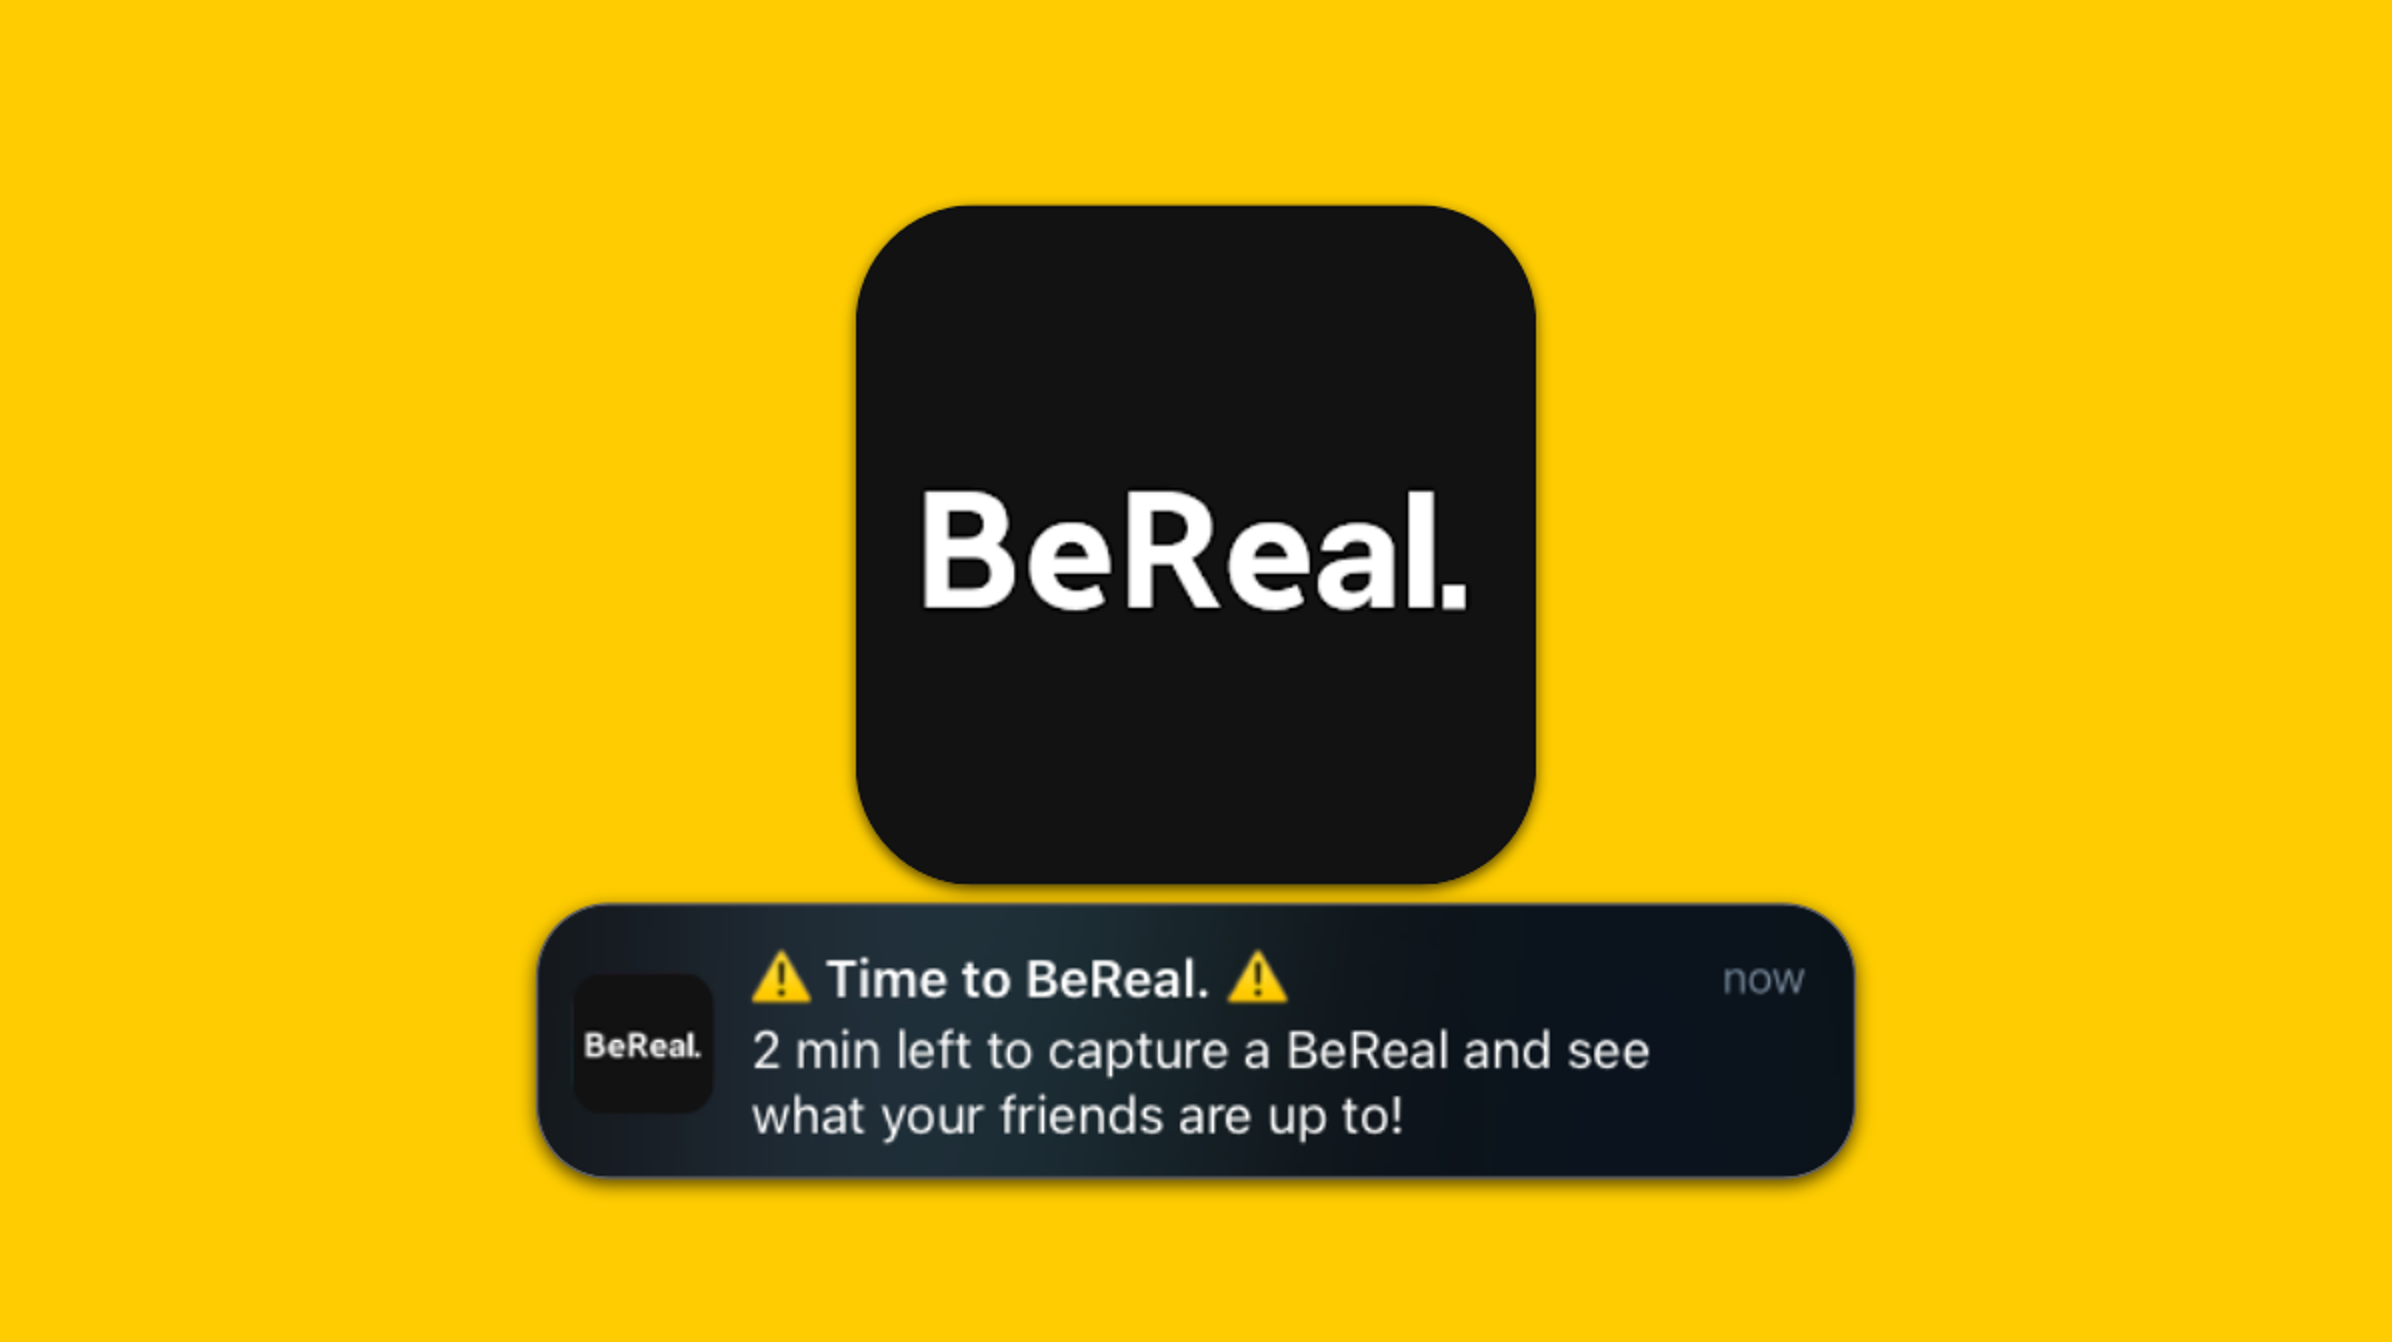 BeReal.
⚠️ Time to BeReal. ⚠️
now
BeReal.
2 min left to capture a BeReal and see
what your friends are up to!